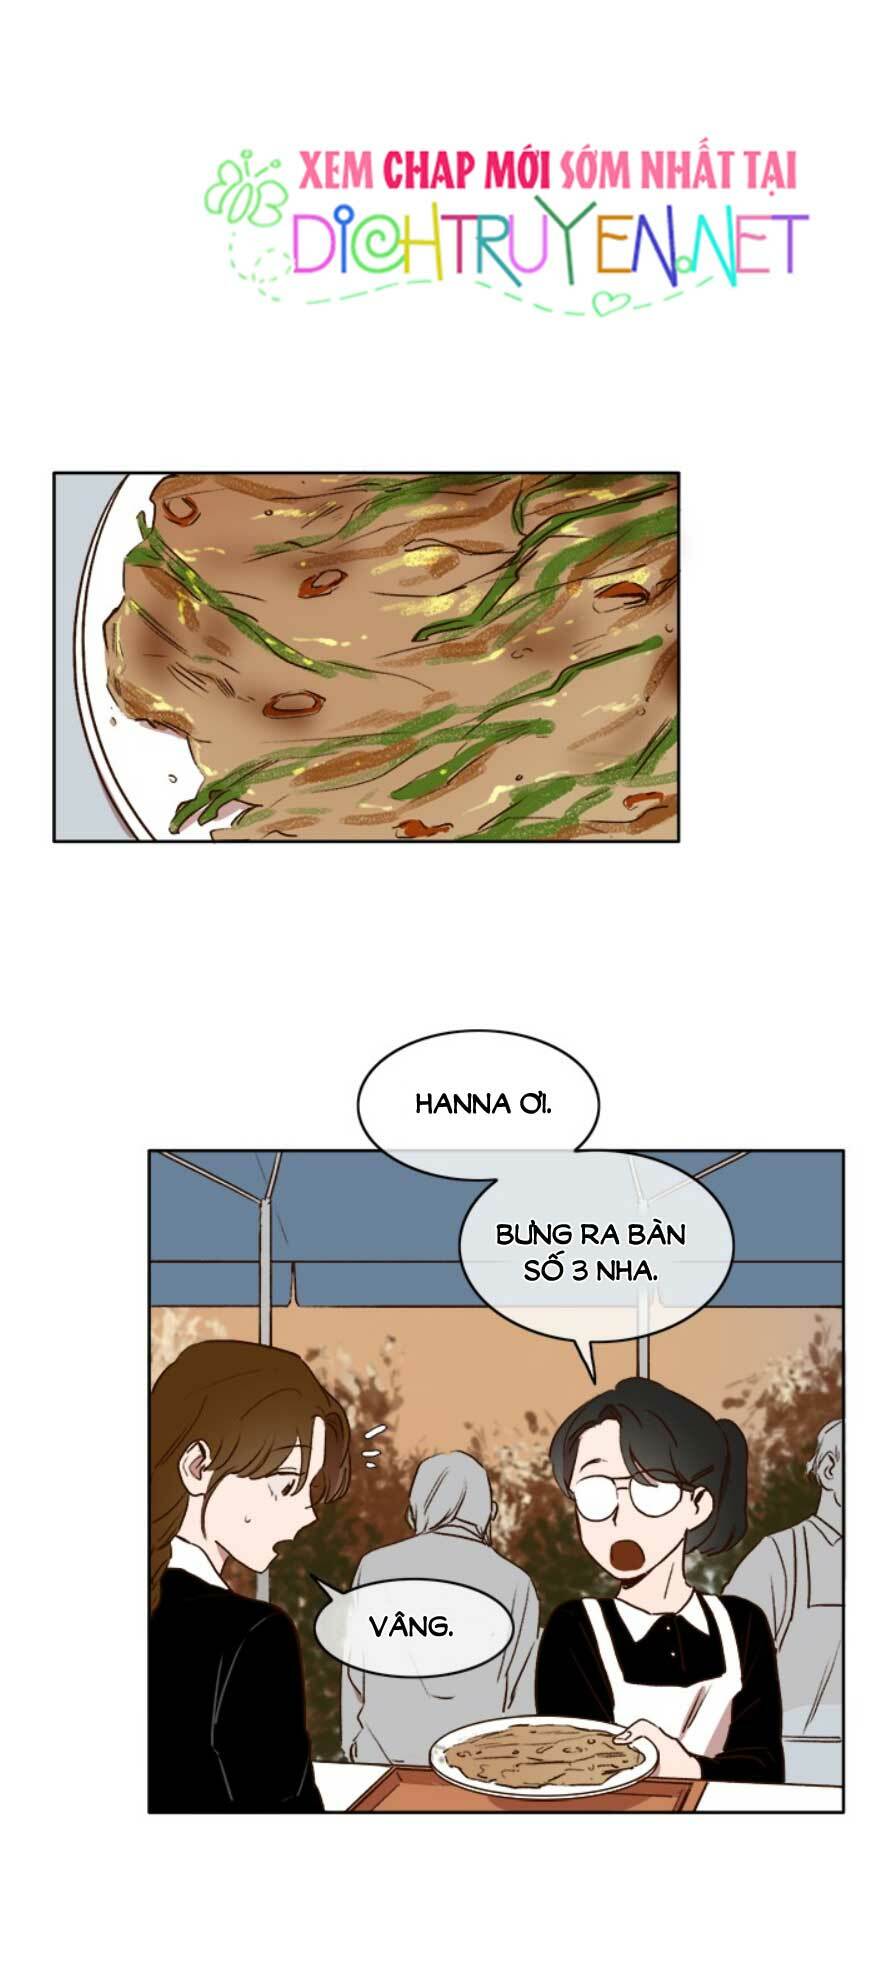 XEM CHAP MỚI SỚM NHẤT TẠI
DICHTRUYEN.NET
HANNA ƠI.
BƯNG RA BÀN
SỐ 3 NHA.
VÂNG.